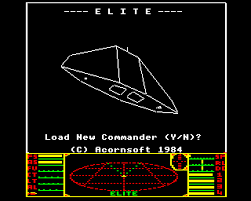 ---- E L I T E ----
Load New Commander (Y/N)?
(C) Acornsoft 1984
ELITE